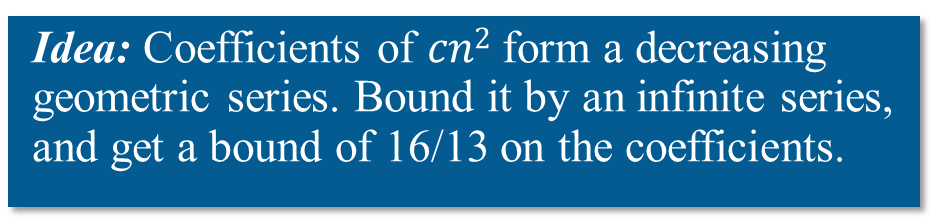 Idea: Coefficients of cn² form a decreasing
geometric series. Bound it by an infinite series,
and get a bound of 16/13 on the coefficients.